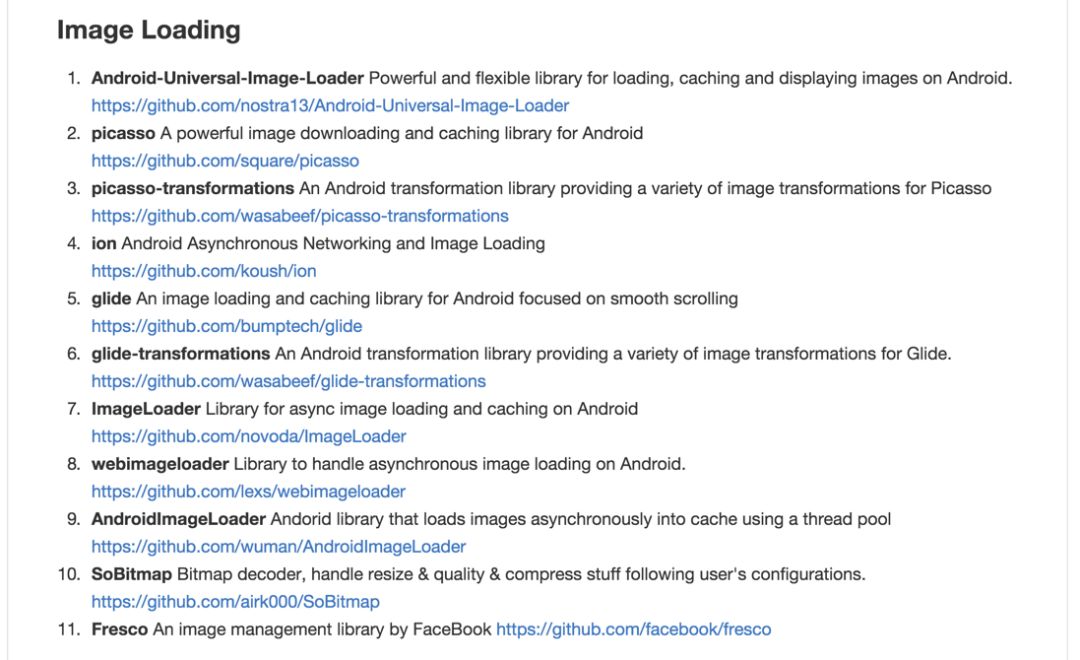 Image Loading
1. Android-Universal-Image-Loader Powerful and flexible library for loading, caching and displaying images on Android.
https://github.com/nostra13/Android-Universal-Image-Loader
2. picasso A powerful image downloading and caching library for Android
https://github.com/square/picasso
3. picasso-transformations An Android transformation library providing a variety of image transformations for Picasso
https://github.com/wasabeef/picasso-transformations
4. ion Android Asynchronous Networking and Image Loading
https://github.com/koush/ion
5. glide An image loading and caching library for Android focused on smooth scrolling
https://github.com/bumptech/glide
6. glide-transformations An Android transformation library providing a variety of image transformations for Glide.
https://github.com/wasabeef/glide-transformations
7. ImageLoader Library for async image loading and caching on Android
https://github.com/novoda/ImageLoader
8. webimageloader Library to handle asynchronous image loading on Android.
https://github.com/lexs/webimageloader
9. AndroidImageLoader Andorid library that loads images asynchronously into cache using a thread pool
https://github.com/wuman/AndroidImageLoader
10. SoBitmap Bitmap decoder, handle resize & quality & compress stuff following user's configurations.
https://github.com/airk000/SoBitmap
11. Fresco An image management library by FaceBook https://github.com/facebook/fresco